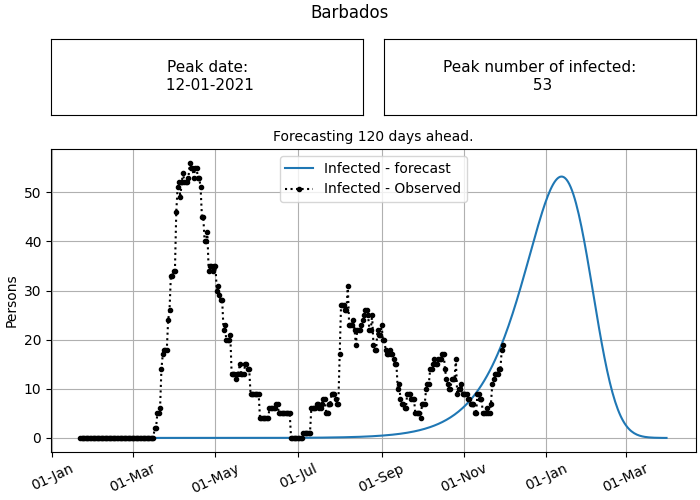 Barbados
Peak date:
12-01-2021
Peak number of infected:
53
Forecasting 120 days ahead.
Infected - forecast
Infected - Observed
Persons
50
40
30
20
10
0
01-Jan
01-Mar
01-May
01-Jul
01-Sep
01-Nov
01-Jan
01-Mar